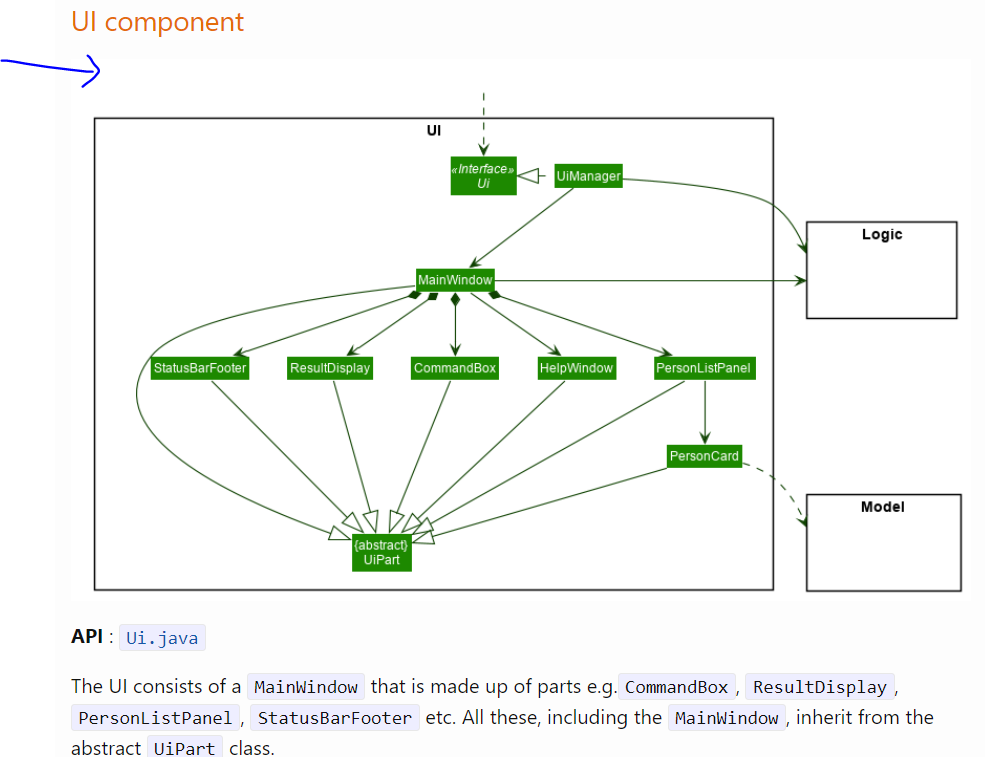 UI component
UI
«Interface»
Ui
UiManager
Logic
MainWindow
StatusBarFooter
ResultDisplay
CommandBox
HelpWindow
PersonListPanel
PersonCard
Model
{abstract}
UiPart
API : Ui.java
The UI consists of a MainWindow that is made up of parts e.g. CommandBox , ResultDisplay ,
PersonListPanel , StatusBarFooter etc. All these, including the MainWindow , inherit from the
abstract UiPart class.